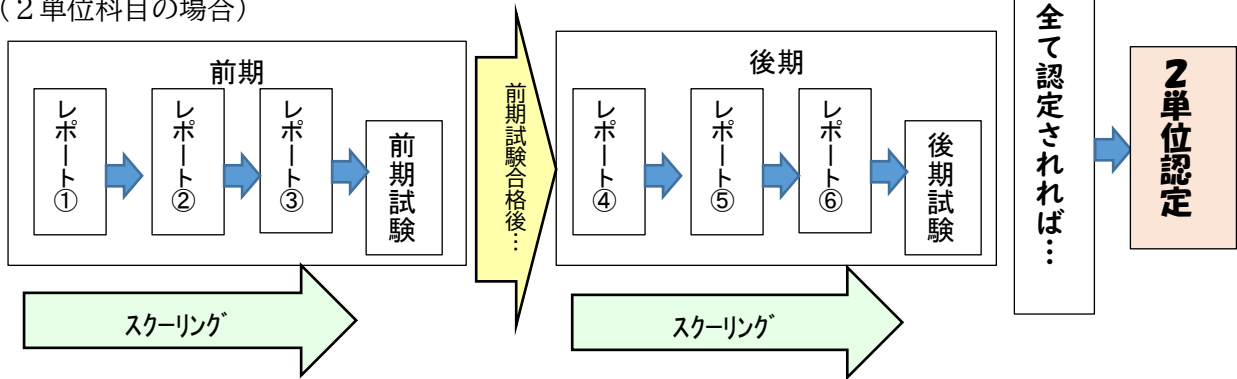 （２単位科目の場合）
前期
レポート①
レポート②
レポート③
前期試験
スクーリング
前期試験合格後…
後期
レポート④
レポート⑤
レポート⑥
後期試験
スクーリング
全て認定されれば…
２単位認定